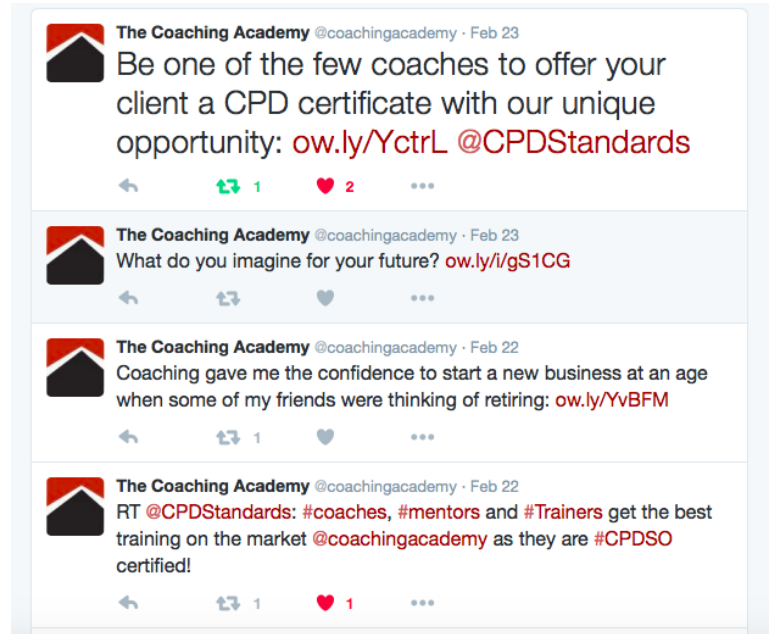 The Coaching Academy @coachingacademy · Feb 23
Be one of the few coaches to offer your
client a CPD certificate with our unique
opportunity: ow.ly/YctrL @CPDStandards
1 2
The Coaching Academy @coachingacademy · Feb 23
What do you imagine for your future? ow.ly/i/gS1CG
The Coaching Academy @coachingacademy · Feb 22
Coaching gave me the confidence to start a new business at an age
when some of my friends were thinking of retiring: ow.ly/YvBFM
1
The Coaching Academy @coachingacademy · Feb 22
RT @CPDStandards: #coaches, #mentors and #Trainers get the best
training on the market @coachingacademy as they are #CPDSO
certified!
1 1